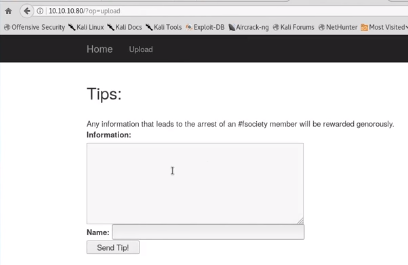 10.10.10.80/?op=upload
Offensive Security Kali Linux Kali Docs Kali Tools Exploit-DB Aircrack-ng Kali Forums NetHunter Most Visited
Home Upload
Tips:
Any information that leads to the arrest of an #fsociety member will be rewarded genorously.
Information:
Name:
Send Tip!